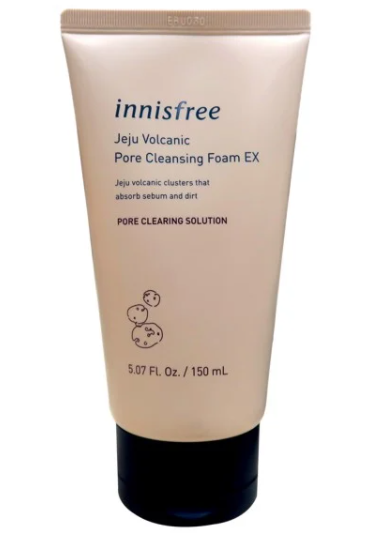 innisfree
Jeju Volcanic
Pore Cleansing Foam EX
Jeju volcanic clusters that
absorb sebum and dirt
PORE CLEARING SOLUTION
5.07 Fl. Oz. / 150 mL